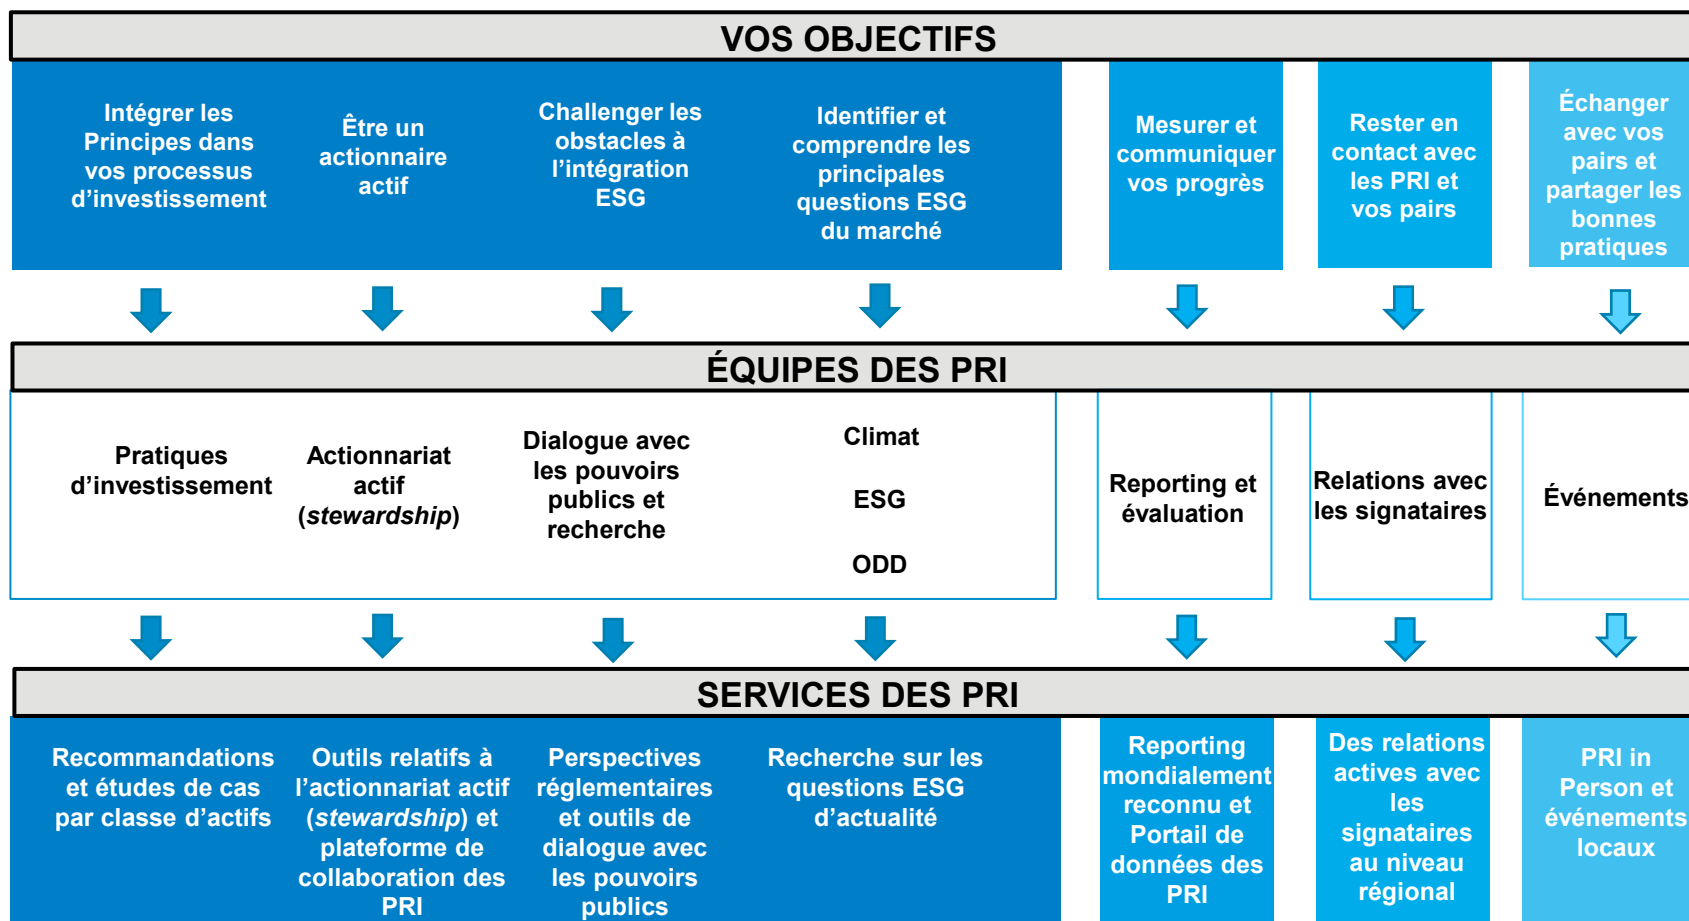 VOS OBJECTIFS
Intégrer les
Principes dans
vos processus
d’investissement
Être un
actionnaire
actif
Challenger les
obstacles à
l’intégration
ESG
Identifier et
comprendre les
principales
questions ESG
du marché
Mesurer et
communiquer
vos progrès
Rester en
contact avec
les PRI et
vos pairs
Échanger
avec vos
pairs et
partager les
bonnes
pratiques
ÉQUIPES DES PRI
Pratiques
d’investissement
Actionnariat
actif
(stewardship)
Dialogue avec
les pouvoirs
publics et
recherche
Climat
ESG
ODD
Reporting et
évaluation
Relations avec
les signataires
Événements
SERVICES DES PRI
Recommandations
et études de cas
par classe d’actifs
Outils relatifs à
l’actionnariat actif
(stewardship) et
plateforme de
collaboration des
PRI
Perspectives
réglementaires
et outils de
dialogue avec
les pouvoirs
publics
Recherche sur les
questions ESG
d’actualité
Reporting
mondialement
reconnu et
Portail de
données des
PRI
Des relations
actives avec
les
signataires
au niveau
régional
PRI in
Person et
événements
locaux